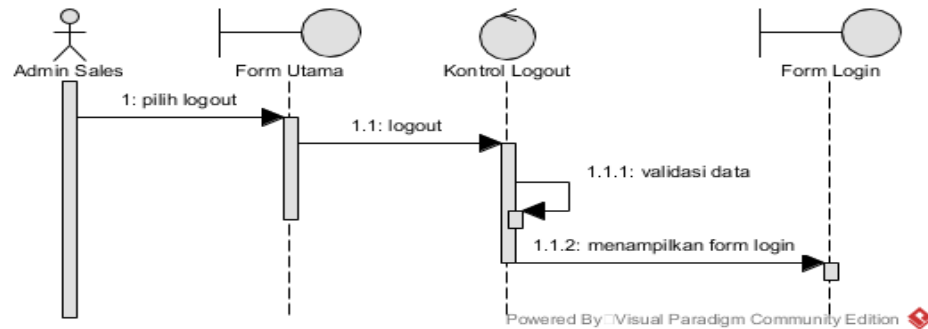 Admin Sales
Form Utama
Kontrol Logout
Form Login
1: pilih logout
1.1: logout
1.1.1: validasi data
1.1.2: menampilkan form login
Powered By Visual Paradigm Community Edition